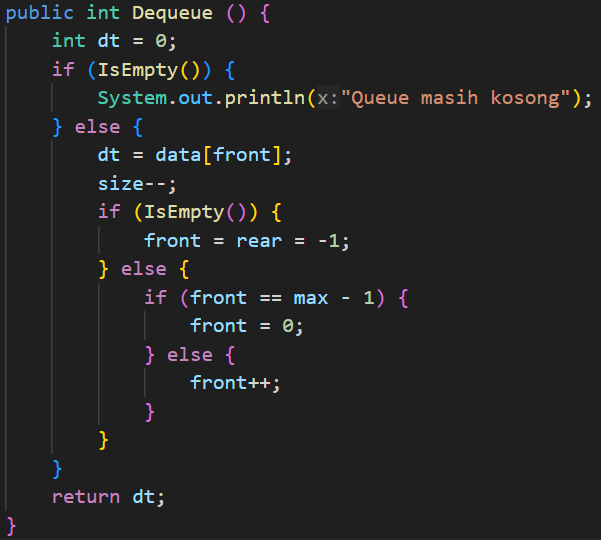 public int Dequeue () {
    int dt = 0;
    if (IsEmpty()) {
        System.out.println(x:"Queue masih kosong");
    } else {
        dt = data[front];
        size--;
        if (IsEmpty()) {
            front = rear = -1;
        } else {
            if (front == max - 1) {
                front = 0;
            } else {
                front++;
            }
        }
    }
    return dt;
}